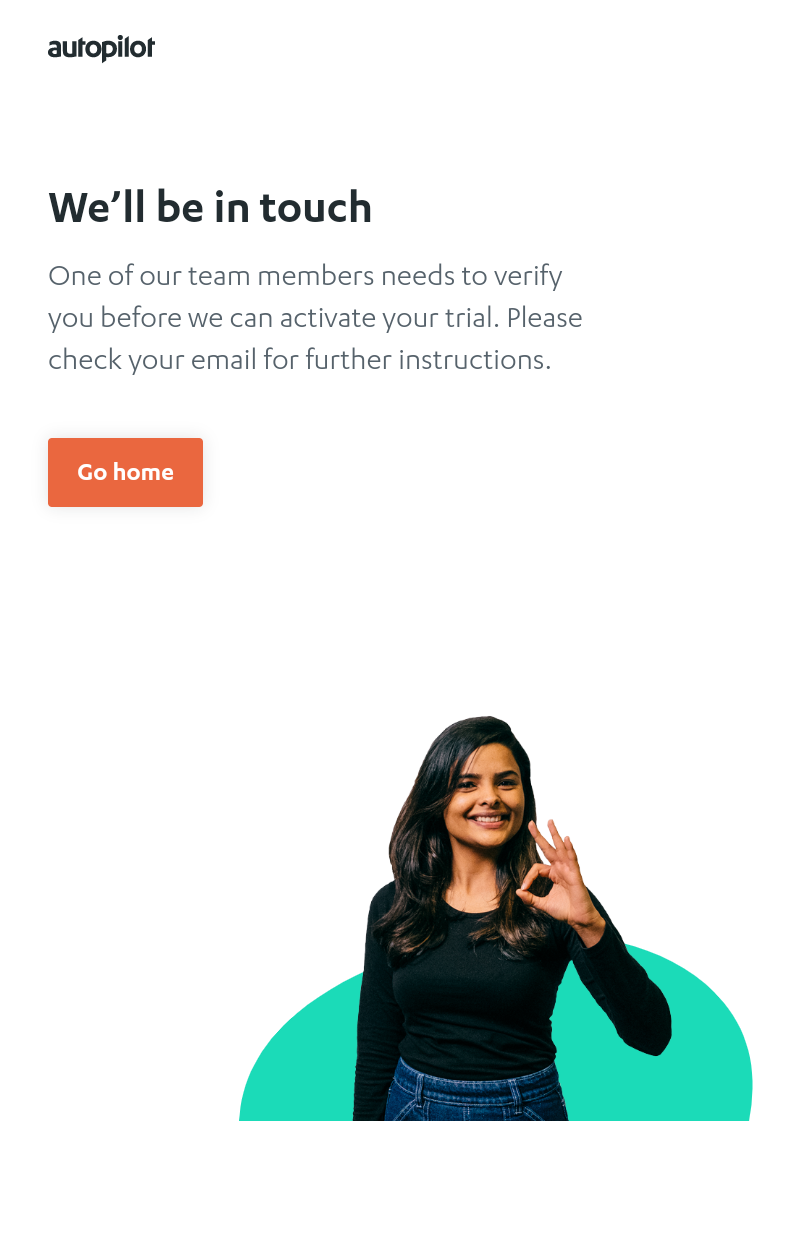 autopilot
We’ll be in touch
One of our team members needs to verify
you before we can activate your trial. Please
check your email for further instructions.
Go home